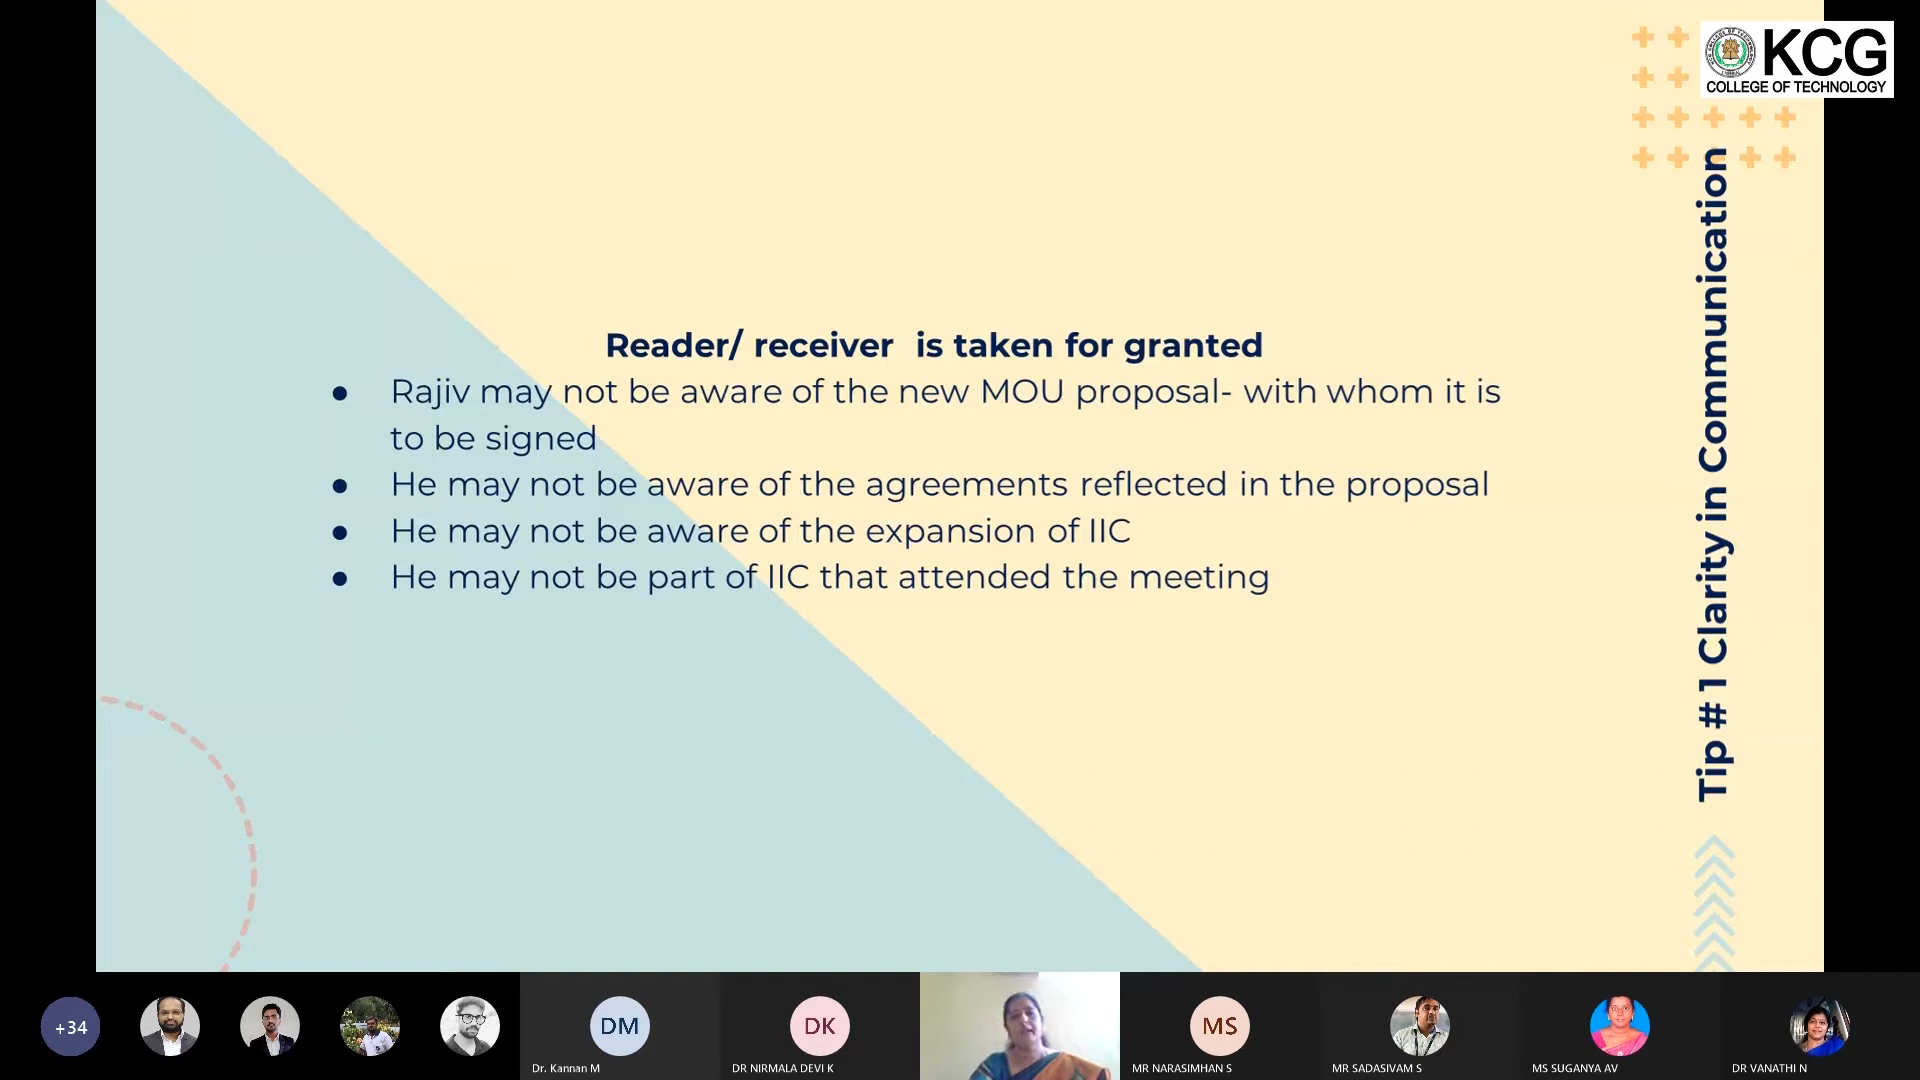 KCG
COLLEGE OF TECHNOLOGY
Tip # 1 Clarity in Communication
Reader/ receiver  is taken for granted
● Rajiv may not be aware of the new MOU proposal- with whom it is
to be signed
● He may not be aware of the agreements reflected in the proposal
● He may not be aware of the expansion of IIC
● He may not be part of IIC that attended the meeting
+34
DM
Dr. Kannan M
DK
DR NIRMALA DEVI K
MS
MR NARASIMHAN S
MR SADASIVAM S
MS SUGANYA AV
DR VANATHI N